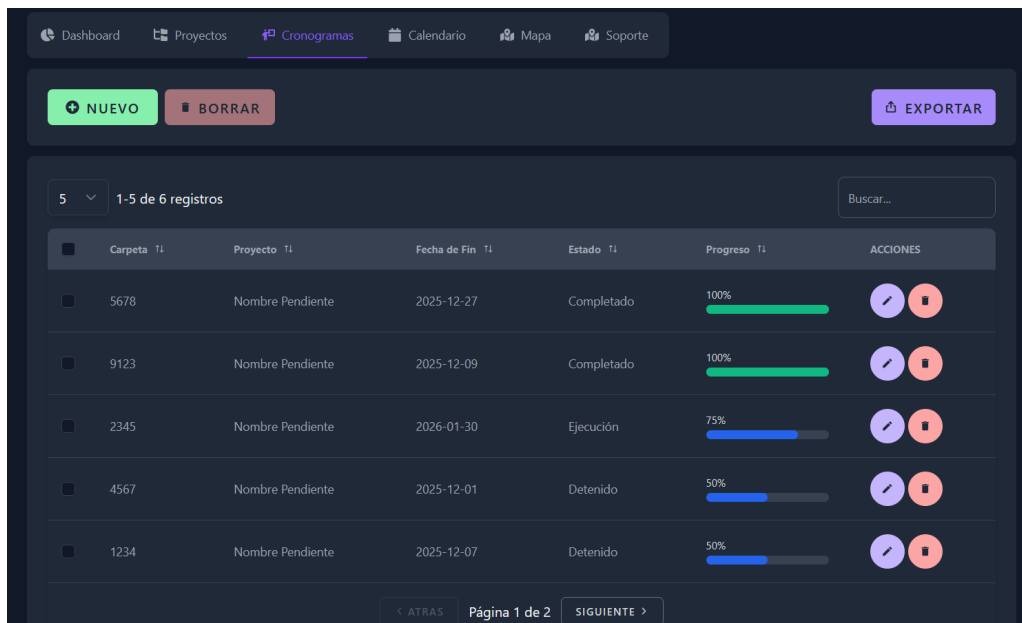 Dashboard Proyectos Cronogramas Calendario Mapa Soporte
NUEVO BORRAR EXPORTAR
5 1-5 de 6 registros Buscar...
Carpeta Proyecto Fecha de Fin Estado Progreso ACCIONES
5678 Nombre Pendiente 2025-12-27 Completado 100%
9123 Nombre Pendiente 2025-12-09 Completado 100%
2345 Nombre Pendiente 2026-01-30 Ejecución 75%
4567 Nombre Pendiente 2025-12-01 Detenido 50%
1234 Nombre Pendiente 2025-12-07 Detenido 50%
< ATRAS Página 1 de 2 SIGUIENTE >